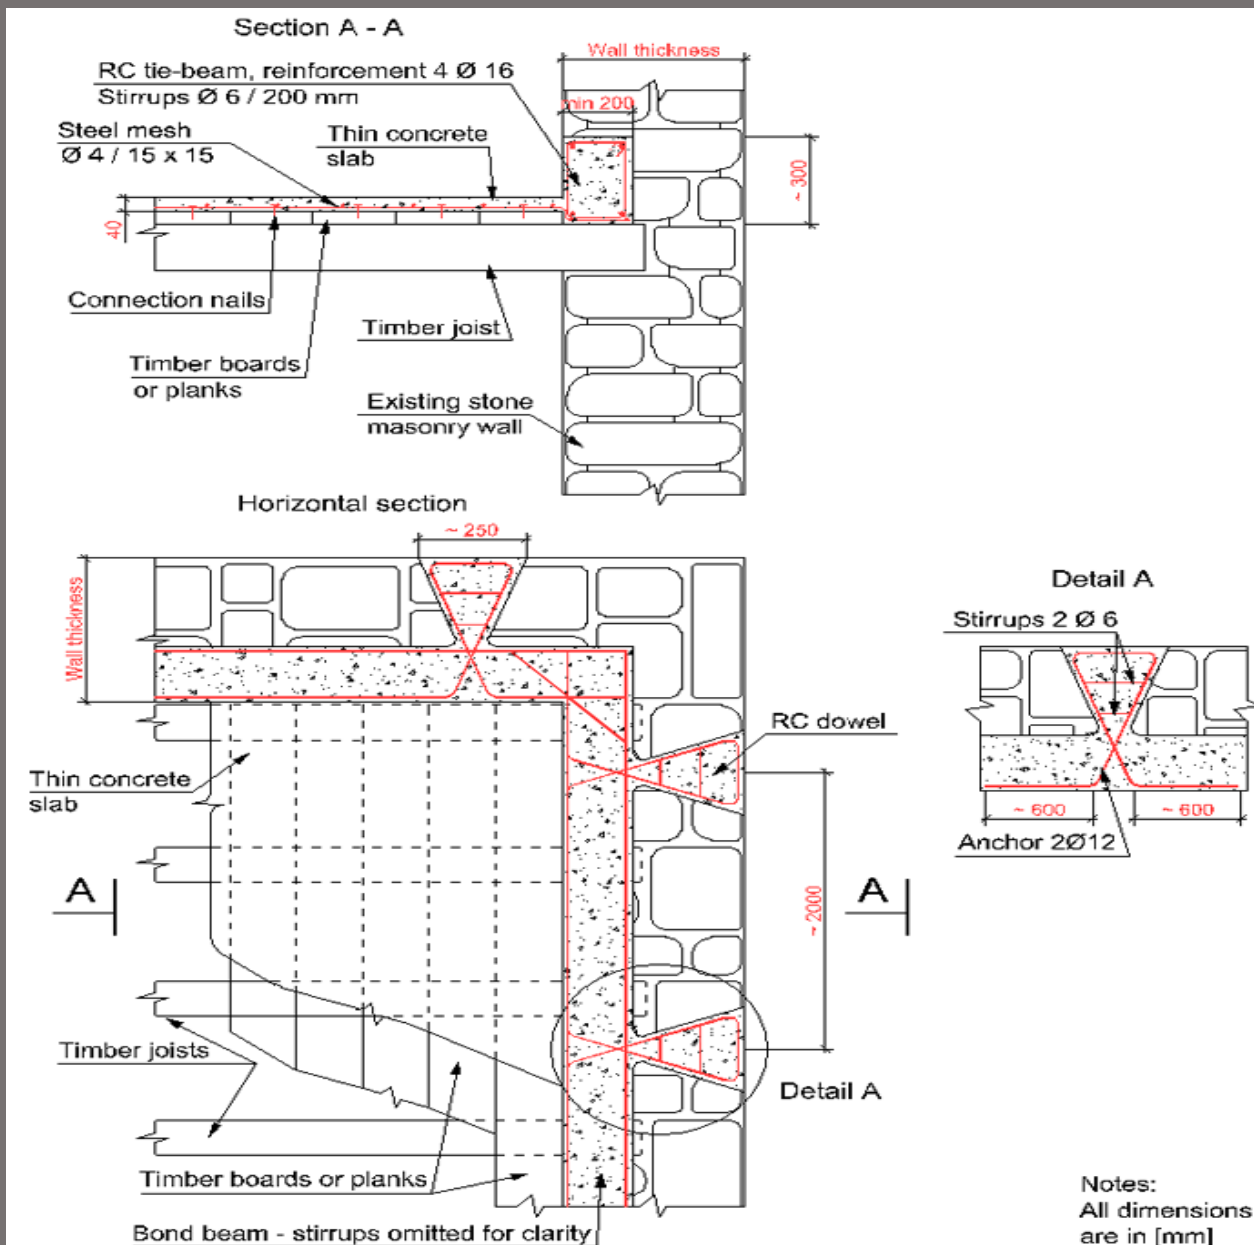 Section A - A
Wall thickness
RC tie-beam, reinforcement 4 Ø 16
Stirrups Ø 6 / 200 mm
min 200
Steel mesh
Ø 4 / 15 x 15
Thin concrete
slab
~ 300
40
Connection nails
Timber joist
Timber boards
or planks
Existing stone
masonry wall
Horizontal section
~ 250
Wall thickness
Detail A
Stirrups 2 Ø 6
RC dowel
Thin concrete
slab
~ 600
~ 600
Anchor 2Ø12
A
A
~2000
Timber joists
Detail A
Timber boards or planks
Bond beam - stirrups omitted for clarity
Notes:
All dimensions
are in [mm]